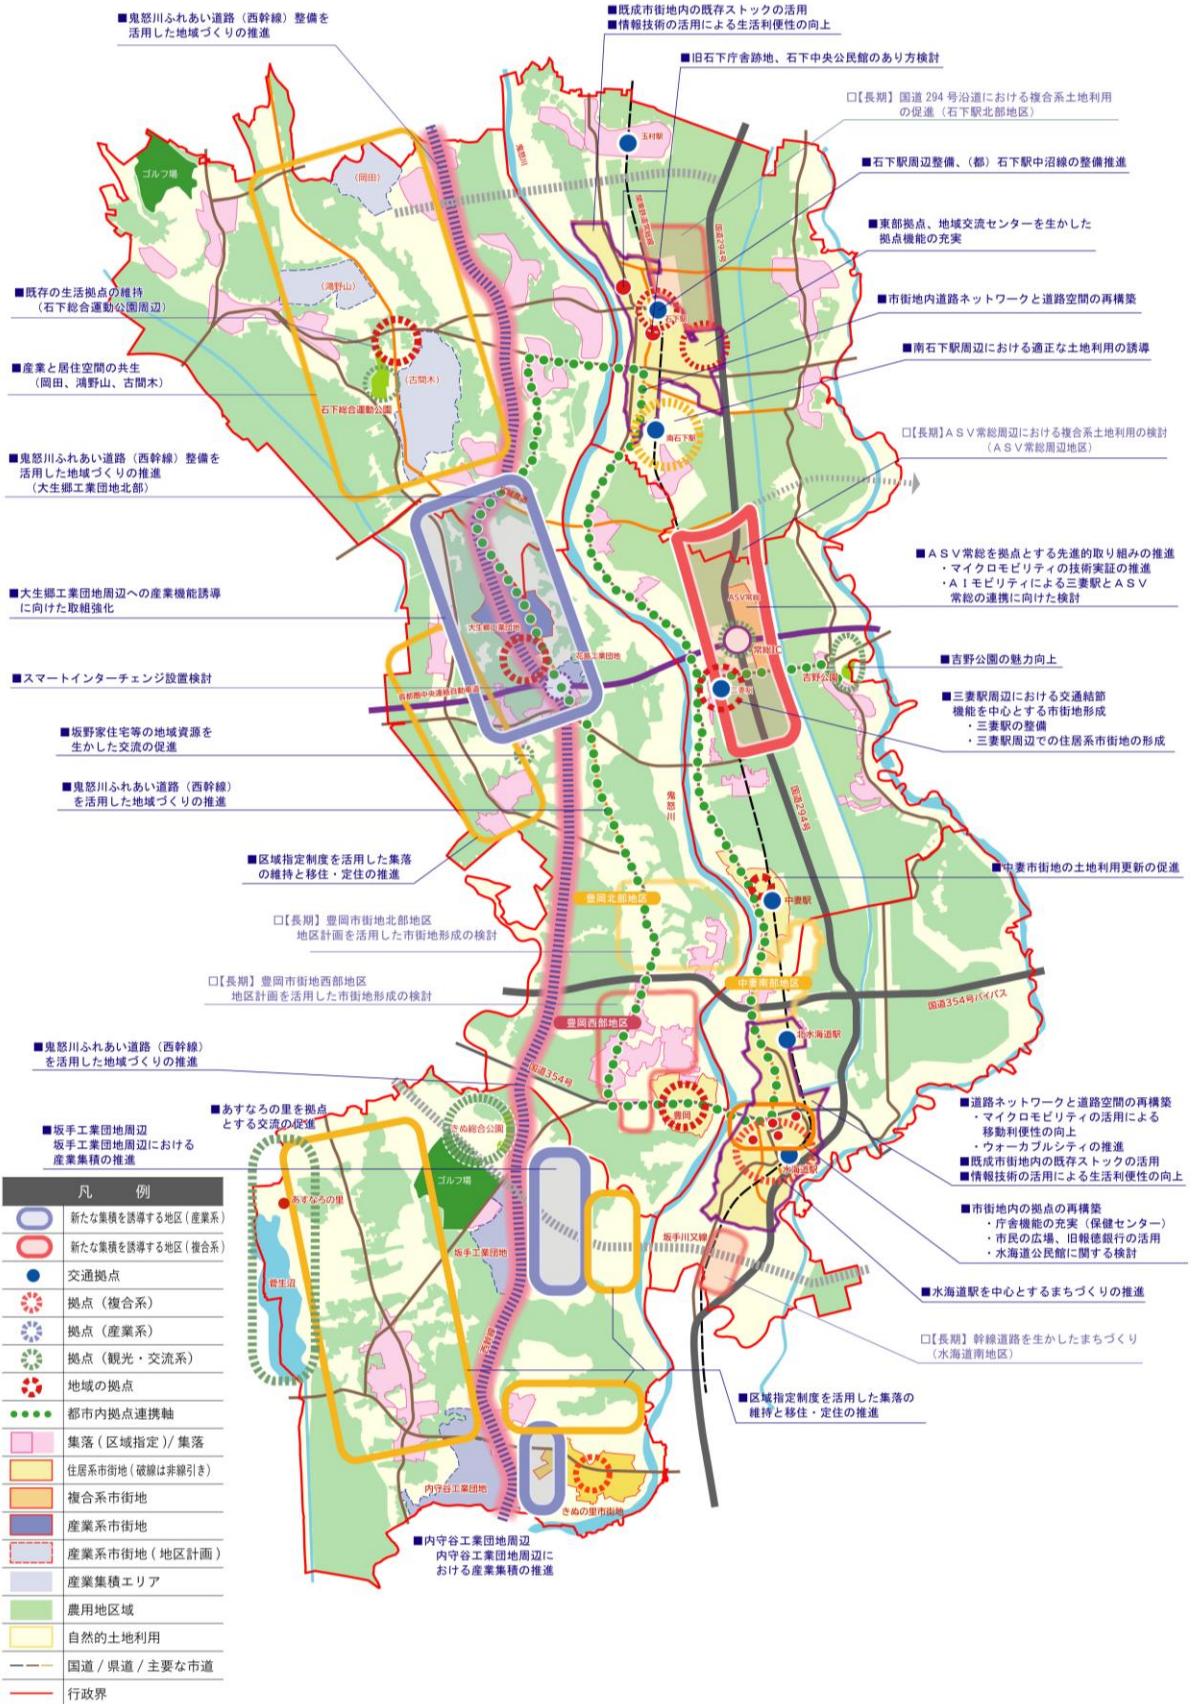 ■鬼怒川ふれあい道路（西幹線）整備を
活用した地域づくりの推進
■既成市街地内の既存ストックの活用
■情報技術の活用による生活利便性の向上
■旧石下庁舎跡地、石下中央公民館のあり方検討
□【長期】国道294号沿道における複合系土地利用
の促進（石下駅北部地区）
■石下駅周辺整備、（都）石下駅中沼線の整備推進
■東部拠点、地域交流センターを生かした
拠点機能の充実
■市街地内道路ネットワークと道路空間の再構築
■南石下駅周辺における適正な土地利用の誘導
□【長期】ＡＳＶ常総周辺における複合系土地利用の検討
（ＡＳＶ常総周辺地区）
■ＡＳＶ常総を拠点とする先進的取り組みの推進
・マイクロモビリティの技術実証の推進
・ＡＩモビリティによる三妻駅とＡＳＶ
常総の連携に向けた検討
■吉野公園の魅力向上
■三妻駅周辺における交通結節
機能を中心とする市街地形成
・三妻駅の整備
・三妻駅周辺での住居系市街地の形成
■中妻市街地の土地利用更新の促進
■道路ネットワークと道路空間の再構築
・マイクロモビリティの活用による
移動利便性の向上
・ウォーカブルシティの推進
■既成市街地内の既存ストックの活用
■情報技術の活用による生活利便性の向上
■市街地内の拠点の再構築
・庁舎機能の充実（保健センター）
・市民の広場、旧報徳銀行の活用
・水海道公民館に関する検討
■水海道駅を中心とするまちづくりの推進
□【長期】幹線道路を生かしたまちづくり
（水海道南地区）
■区域指定制度を活用した集落の
維持と移住・定住の推進
■既存の生活拠点の維持
（石下総合運動公園周辺）
■産業と居住空間の共生
（岡田、鴻野山、古間木）
■鬼怒川ふれあい道路（西幹線）整備を
活用した地域づくりの推進
（大生郷工業団地北部）
■大生郷工業団地周辺への産業機能誘導
に向けた取組強化
■スマートインターチェンジ設置検討
■坂野家住宅等の地域資源を
生かした交流の促進
■鬼怒川ふれあい道路（西幹線）
を活用した地域づくりの推進
■区域指定制度を活用した集落
の維持と移住・定住の推進
□【長期】豊岡市街地北部地区
地区計画を活用した市街地形成の検討
□【長期】豊岡市街地西部地区
地区計画を活用した市街地形成の検討
■鬼怒川ふれあい道路（西幹線）
を活用した地域づくりの推進
■あすなろの里を拠点
とする交流の促進
■坂手工業団地周辺
坂手工業団地周辺における
産業集積の推進
■内守谷工業団地周辺
内守谷工業団地周辺に
おける産業集積の推進
ゴルフ場
（岡田）
（鴻野山）
（古間木）
石下総合運動公園
鬼怒川
玉村駅
関東鉄道常総線
国道294号
石下駅
南石下駅
ASV常総
常総IC
三妻駅
吉野公園
大生郷工業団地
花島工業団地
首都圏中央連絡自動車道
鬼怒川
国道294号
中妻駅
豊岡北部地区
中妻南部地区
豊岡西部地区
国道354号バイパス
北水海道駅
国道354号
豊岡
水海道駅
きぬ総合公園
ゴルフ場
あすなろの里
菅生沼
坂手工業団地
坂手川又線
西幹線
内守谷工業団地
きぬの里市街地
凡 例
新たな集積を誘導する地区（産業系）
新たな集積を誘導する地区（複合系）
交通拠点
拠点（複合系）
拠点（産業系）
拠点（観光・交流系）
地域の拠点
都市内拠点連携軸
集落（区域指定）/ 集落
住居系市街地（破線は非線引き）
複合系市街地
産業系市街地
産業系市街地（地区計画）
産業集積エリア
農用地区域
自然的土地利用
国道 / 県道 / 主要な市道
行政界